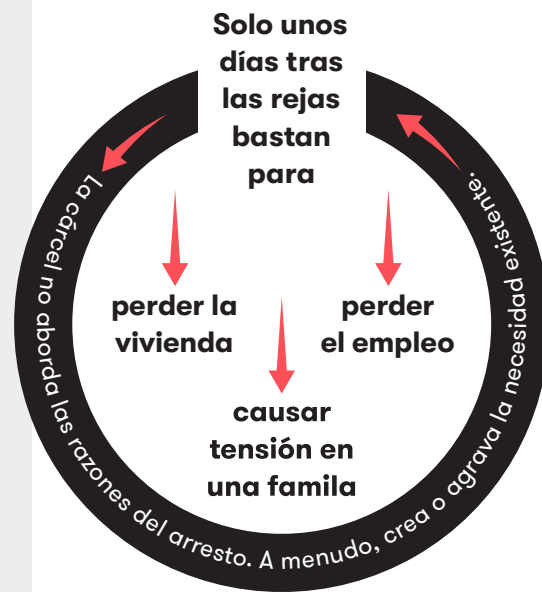 Solo unos
días tras
las rejas
bastan
para
perder la
vivienda
perder
el empleo
causar
tensión en
una famila
La cárcel no aborda las razones del arresto. A menudo, crea o agrava la necesidad existente.